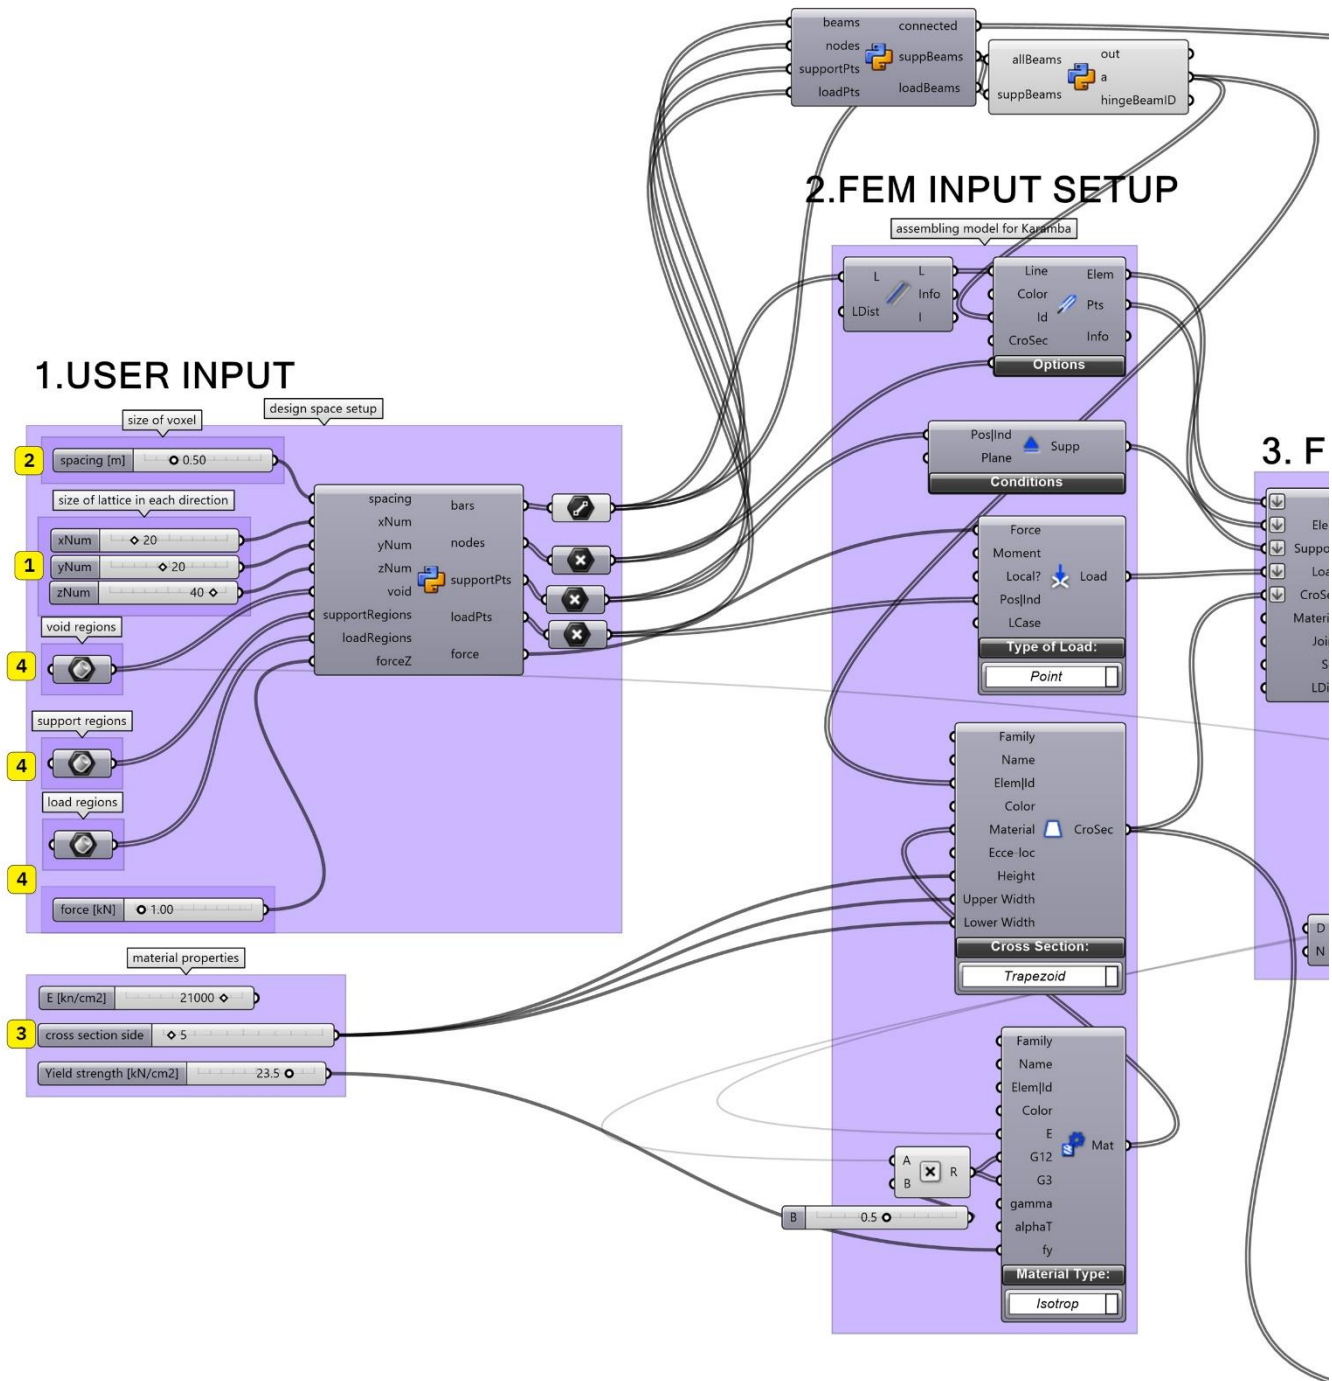 beams
nodes
supportPts
loadPts
connected
suppBeams
loadBeams
allBeams
suppBeams
out
a
hingeBeamID
2.FEM INPUT SETUP
assembling model for Karamba
L
LDist
L
Info
I
Line
Color
Id
CroSec
Elem
Pts
Info
Options
1.USER INPUT
size of voxel
design space setup
2
spacing [m]
0.50
size of lattice in each direction
xNum
20
1
yNum
20
zNum
40
void regions
4
support regions
4
load regions
4
force [kN]
1.00
spacing
xNum
yNum
zNum
void
supportRegions
loadRegions
forceZ
bars
nodes
supportPts
loadPts
force
Pos|Ind
Plane
Supp
Conditions
Force
Moment
Local?
Pos|Ind
LCase
Load
Type of Load:
Point
3. F
Ele
Suppo
Loa
CroSe
Materi
Joi
S
LDi
Family
Name
Elem|Id
Color
Material
Ecce-loc
Height
Upper Width
Lower Width
CroSec
Cross Section:
Trapezoid
D
N
material properties
E [kn/cm2]
21000
3
cross section side
5
Yield strength [kN/cm2]
23.5
A
B
R
B
0.5
Family
Name
Elem|Id
Color
E
G12
G3
gamma
alphaT
fy
Mat
Material Type:
Isotrop